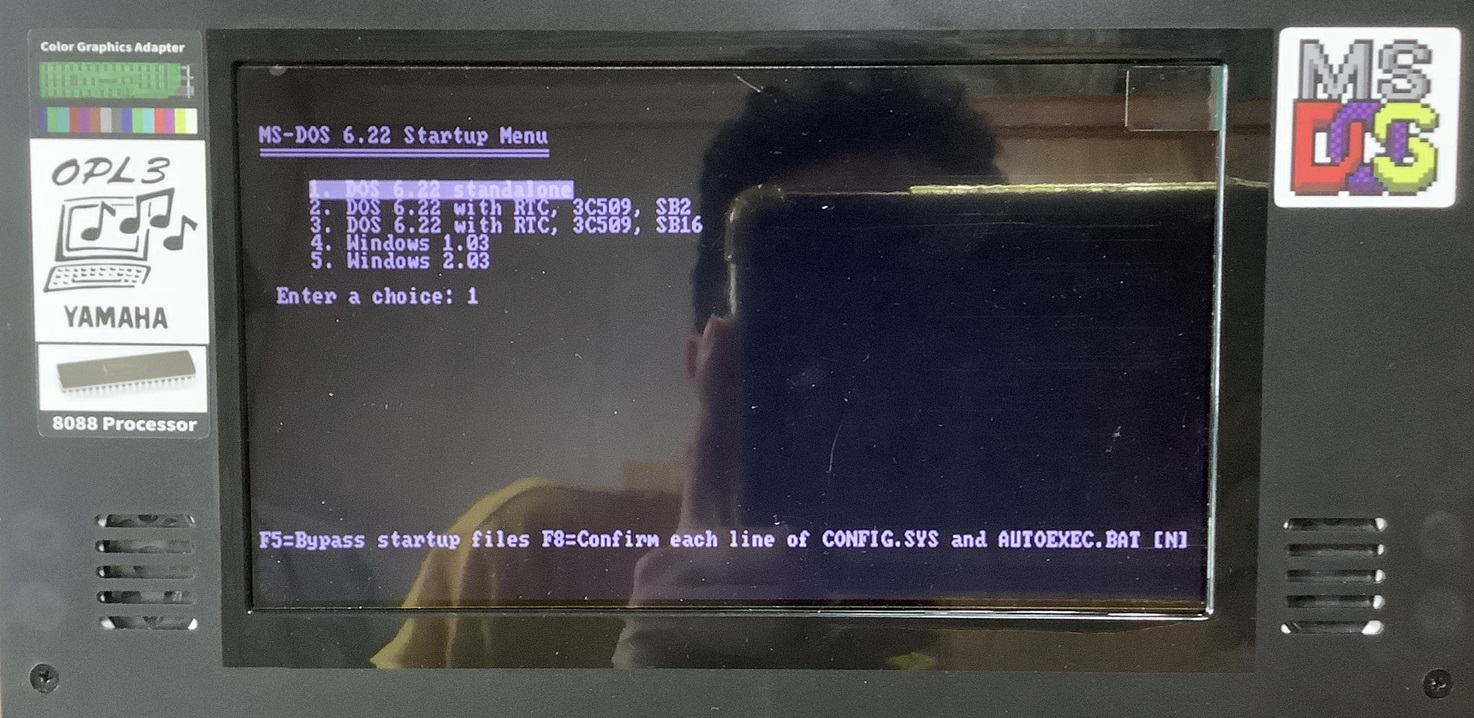 Color Graphics Adapter
OPL3
YAMAHA
8088 Processor
MS-DOS 6.22 Startup Menu
1. DOS 6.22 standalone
2. DOS 6.22 with RTC, 3C509, SB2
3. DOS 6.22 with RTC, 3C509, SB16
4. Windows 1.03
5. Windows 2.03
Enter a choice: 1
F5=Bypass startup files F8=Confirm each line of CONFIG.SYS and AUTOEXEC.BAT [N]
MS
DOS